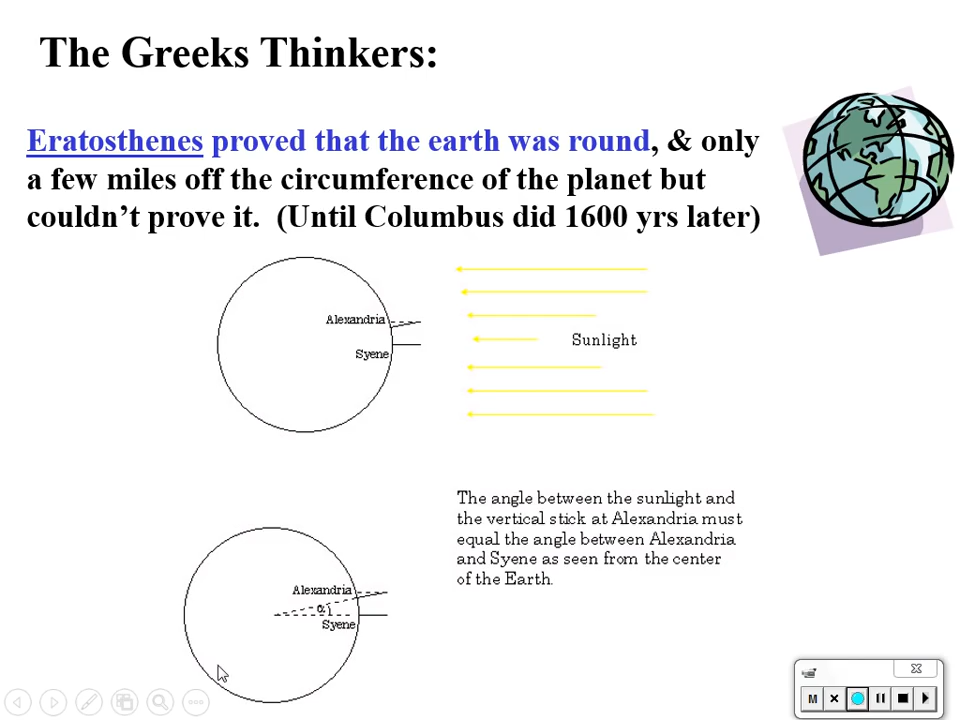 The Greeks Thinkers:
Eratosthenes proved that the earth was round, & only
a few miles off the circumference of the planet but
couldn’t prove it.  (Until Columbus did 1600 yrs later)
Alexandria
Syene
Sunlight
The angle between the sunlight and
the vertical stick at Alexandria must
equal the angle between Alexandria
and Syene as seen from the center
of the Earth.
Alexandria
α
Syene
M